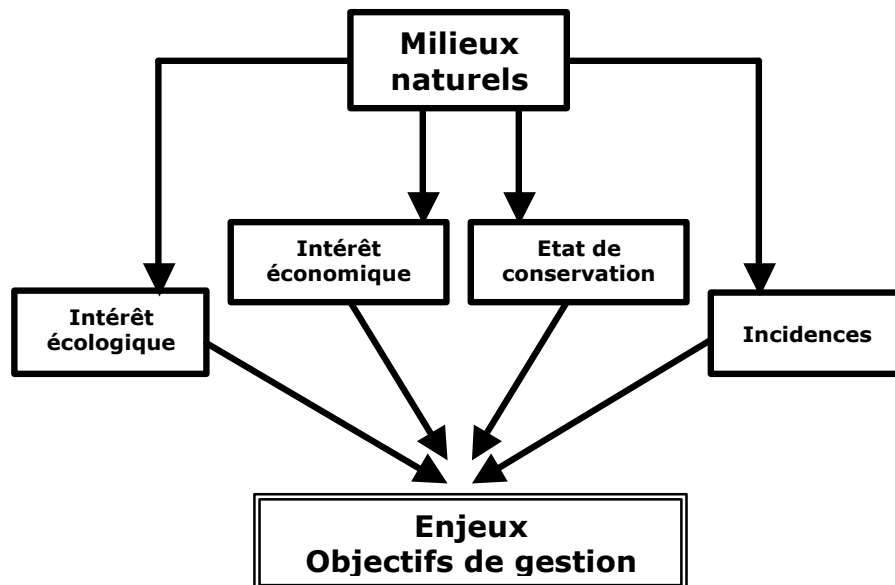 Milieux
naturels
Intérêt
économique
Etat de
conservation
Intérêt
écologique
Incidences
Enjeux
Objectifs de gestion